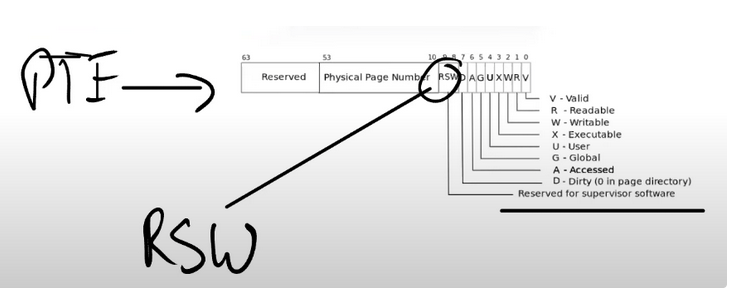 PTE
63 53 10 9 8 7 6 5 4 3 2 1 0
Reserved Physical Page Number RSW D A G U X W R V
V - Valid
R - Readable
W - Writable
X - Executable
U - User
G - Global
A - Accessed
D - Dirty (0 in page directory)
Reserved for supervisor software
RSW